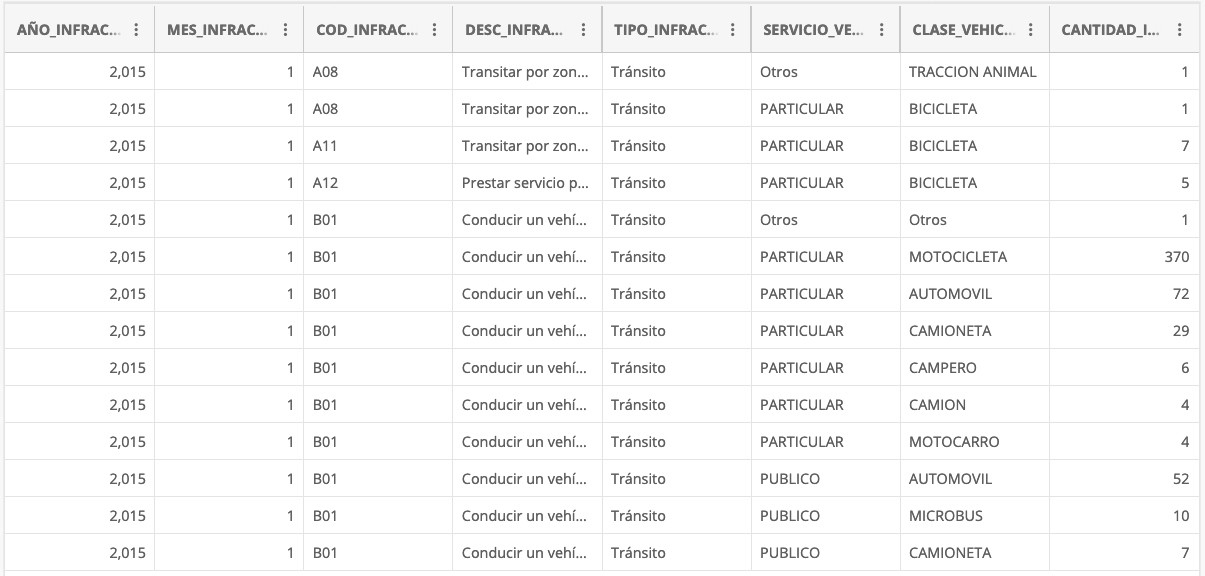 AÑO_INFRAC... MES_INFRAC... COD_INFRAC... DESC_INFRA... TIPO_INFRAC... SERVICIO_VE... CLASE_VEHIC... CANTIDAD_I...
2,015 1 A08 Transitar por zon... Tránsito Otros TRACCION ANIMAL 1
2,015 1 A08 Transitar por zon... Tránsito PARTICULAR BICICLETA 1
2,015 1 A11 Transitar por zon... Tránsito PARTICULAR BICICLETA 7
2,015 1 A12 Prestar servicio p... Tránsito PARTICULAR BICICLETA 5
2,015 1 B01 Conducir un vehí... Tránsito Otros Otros 1
2,015 1 B01 Conducir un vehí... Tránsito PARTICULAR MOTOCICLETA 370
2,015 1 B01 Conducir un vehí... Tránsito PARTICULAR AUTOMOVIL 72
2,015 1 B01 Conducir un vehí... Tránsito PARTICULAR CAMIONETA 29
2,015 1 B01 Conducir un vehí... Tránsito PARTICULAR CAMPERO 6
2,015 1 B01 Conducir un vehí... Tránsito PARTICULAR CAMION 4
2,015 1 B01 Conducir un vehí... Tránsito PARTICULAR MOTOCARRO 4
2,015 1 B01 Conducir un vehí... Tránsito PUBLICO AUTOMOVIL 52
2,015 1 B01 Conducir un vehí... Tránsito PUBLICO MICROBUS 10
2,015 1 B01 Conducir un vehí... Tránsito PUBLICO CAMIONETA 7